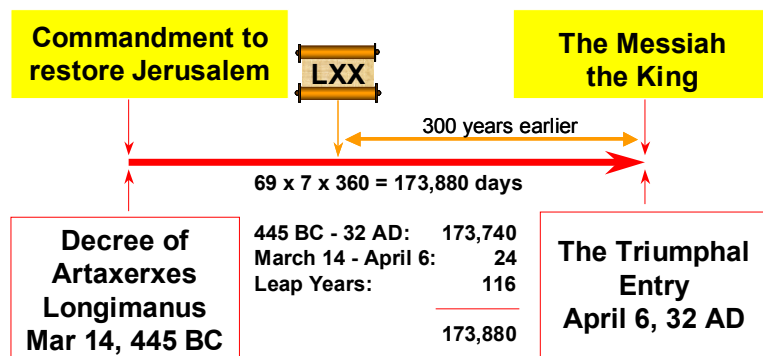 Commandment to
restore Jerusalem
LXX
The Messiah
the King
300 years earlier
69 x 7 x 360 = 173,880 days
Decree of
Artaxerxes
Longimanus
Mar 14, 445 BC
445 BC - 32 AD: 173,740
March 14 - April 6: 24
Leap Years: 116
173,880
The Triumphal
Entry
April 6, 32 AD